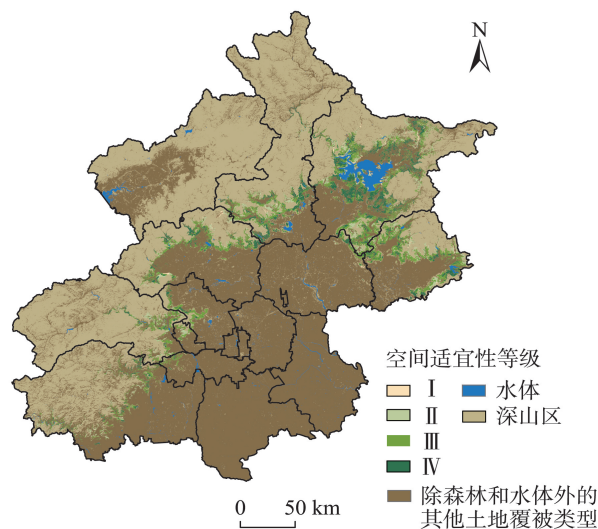 N
空间适宜性等级
Ⅰ 水体
Ⅱ 深山区
Ⅲ
Ⅳ
除森林和水体外的
其他土地覆被类型
0 50 km